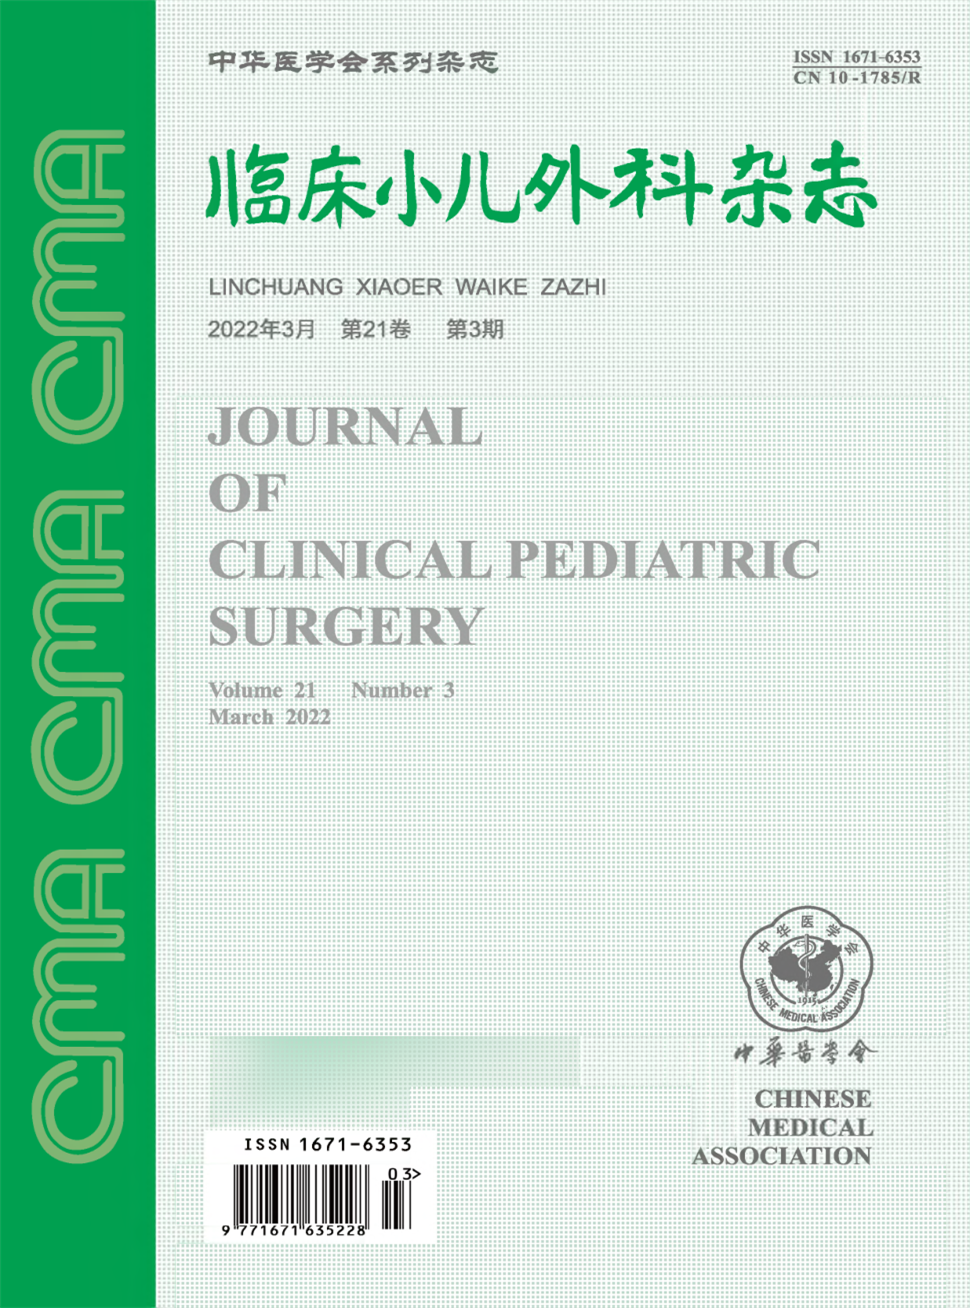 中华医学会系列杂志
ISSN 1671-6353
CN 10-1785/R
临床小儿外科杂志
LINCHUANG XIAOER WAIKE ZAZHI
2022年3月 第21卷 第3期
JOURNAL
OF
CLINICAL PEDIATRIC
SURGERY
Volume 21 Number 3
March 2022
CMA CMA CMA
中华医学会
1915
CHINESE MEDICAL ASSOCIATION
中華醫學會
CHINESE
MEDICAL
ASSOCIATION
ISSN 1671-6353
03>
9 771671 635228